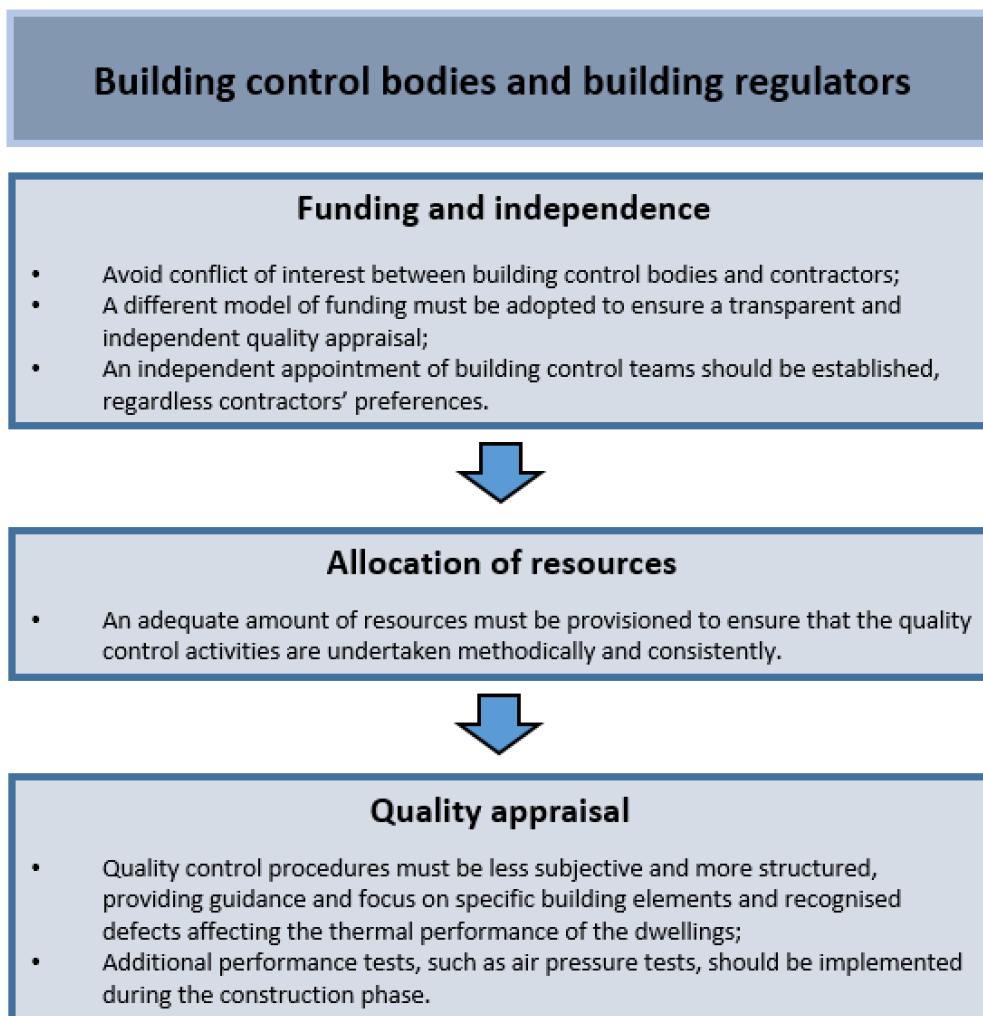 Building control bodies and building regulators
Funding and independence
• Avoid conflict of interest between building control bodies and contractors;
• A different model of funding must be adopted to ensure a transparent and
independent quality appraisal;
• An independent appointment of building control teams should be established,
regardless contractors’ preferences.
Allocation of resources
• An adequate amount of resources must be provisioned to ensure that the quality
control activities are undertaken methodically and consistently.
Quality appraisal
• Quality control procedures must be less subjective and more structured,
providing guidance and focus on specific building elements and recognised
defects affecting the thermal performance of the dwellings;
• Additional performance tests, such as air pressure tests, should be implemented
during the construction phase.